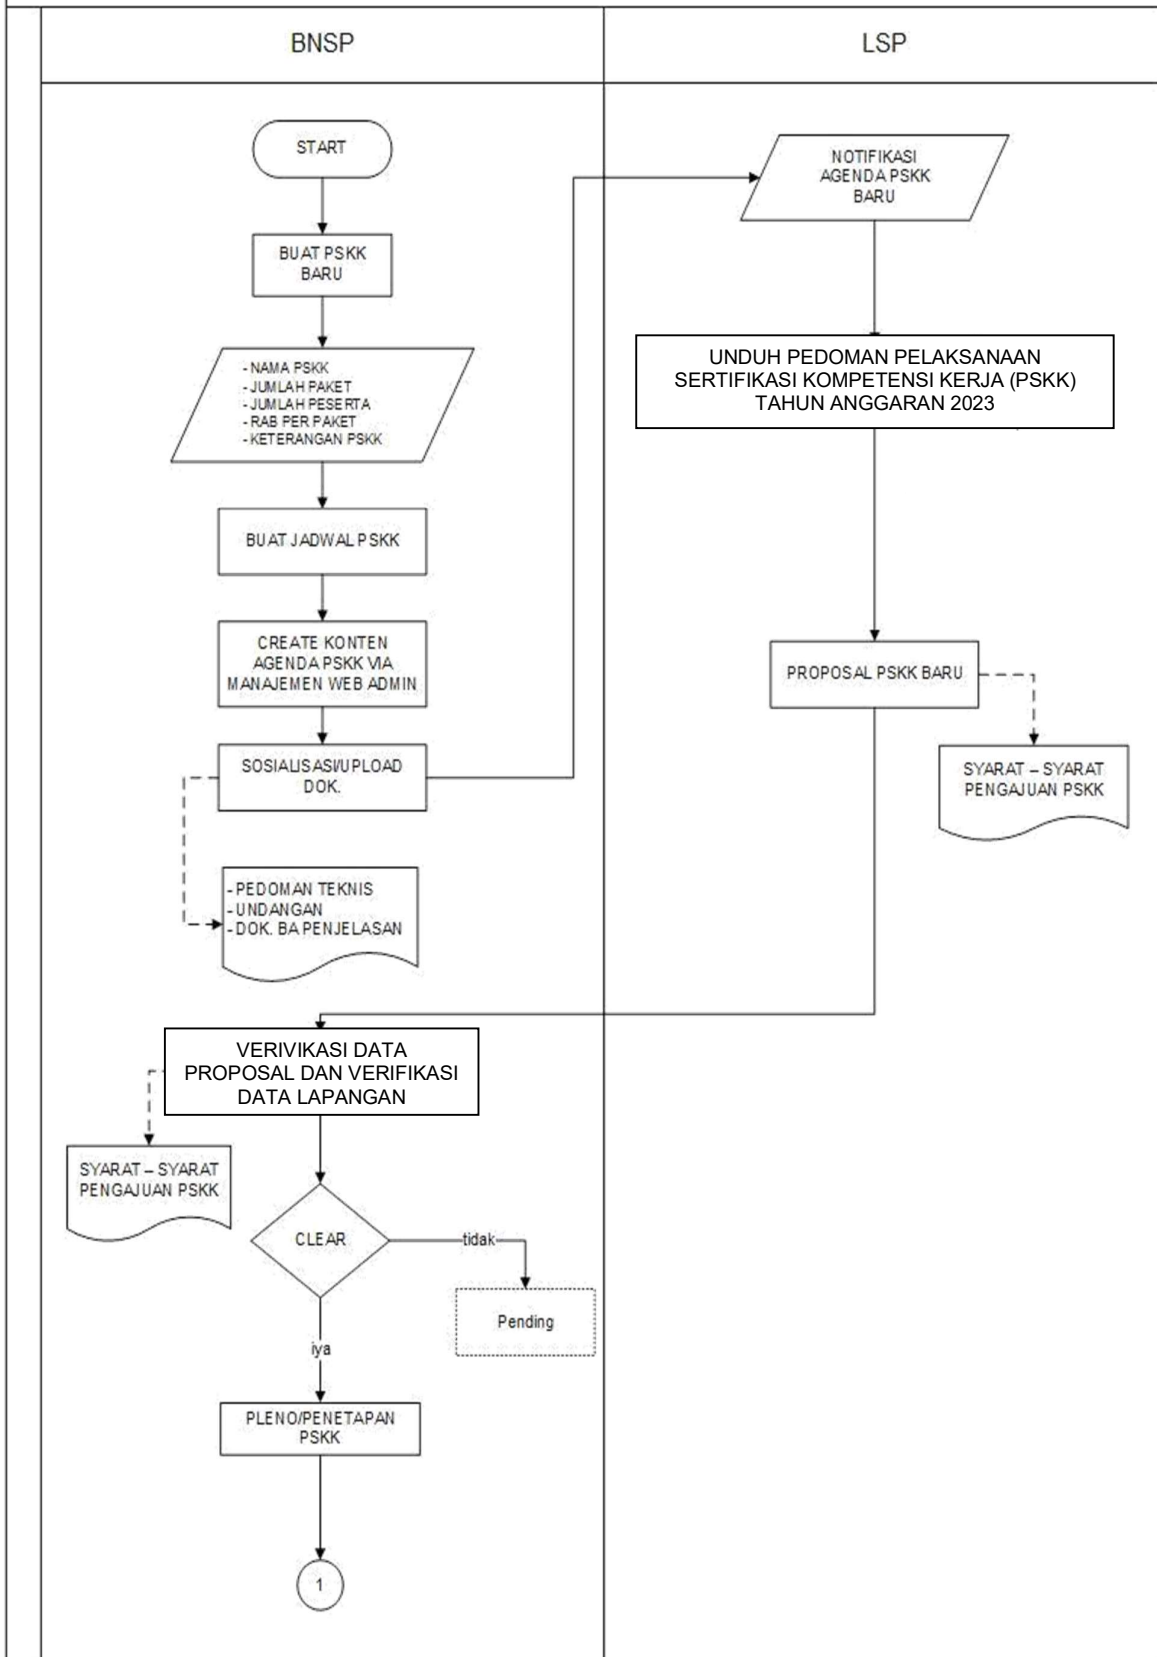 BNSP
LSP
START
BUAT PSKK
BARU
- NAMA PSKK
- JUMLAH PAKET
- JUMLAH PESERTA
- RAB PER PAKET
- KETERANGAN PSKK
BUAT JADWAL PSKK
CREATE KONTEN
AGENDA PSKK VIA
MANAJEMEN WEB ADMIN
SOSIALISASI/UPLOAD
DOK.
- PEDOMAN TEKNIS
- UNDANGAN
- DOK. BA PENJELASAN
NOTIFIKASI
AGENDA PSKK
BARU
UNDUH PEDOMAN PELAKSANAAN
SERTIFIKASI KOMPETENSI KERJA (PSKK)
TAHUN ANGGARAN 2023
PROPOSAL PSKK BARU
SYARAT – SYARAT
PENGAJUAN PSKK
VERIVIKASI DATA
PROPOSAL DAN VERIFIKASI
DATA LAPANGAN
SYARAT – SYARAT
PENGAJUAN PSKK
CLEAR
tidak
Pending
iya
PLENO/PENETAPAN
PSKK
1